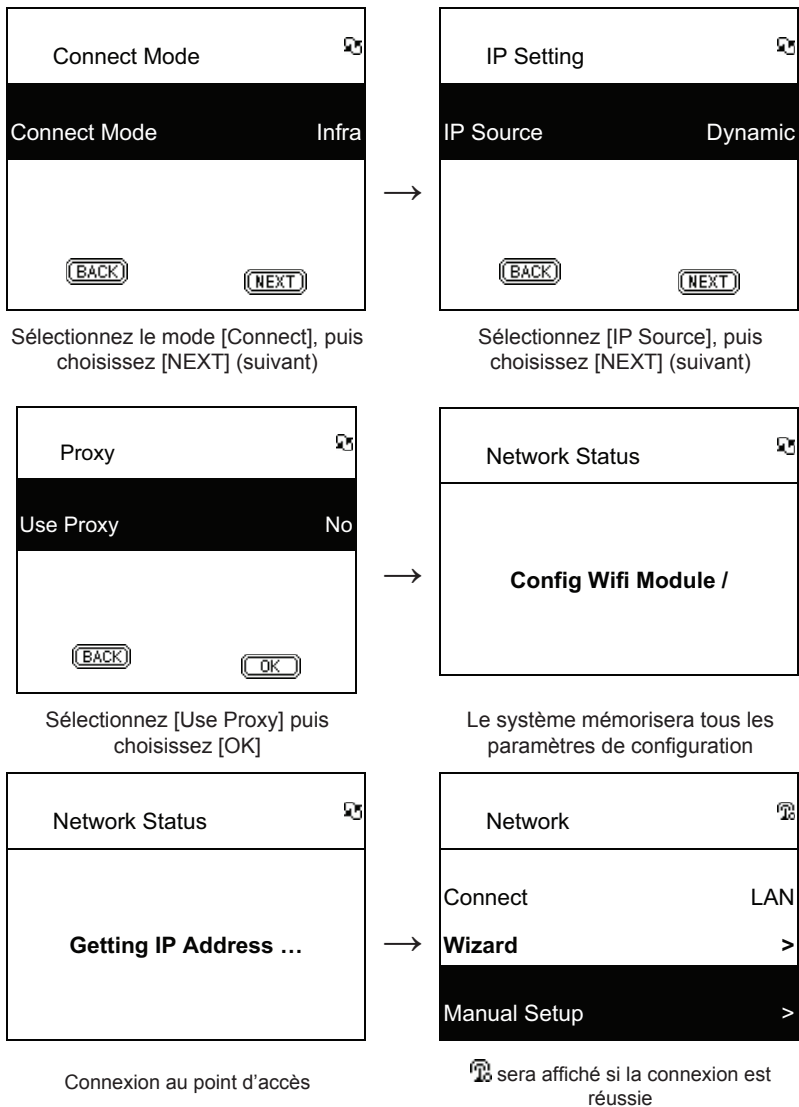 Connect Mode
Connect Mode Infra
BACK
NEXT
→
IP Setting
IP Source Dynamic
BACK
NEXT
Sélectionnez le mode [Connect], puis
choisissez [NEXT] (suivant)
Sélectionnez [IP Source], puis
choisissez [NEXT] (suivant)
Proxy
Use Proxy No
BACK
OK
→
Network Status
Config Wifi Module /
Sélectionnez [Use Proxy] puis
choisissez [OK]
Le système mémorisera tous les
paramètres de configuration
Network Status
Getting IP Address …
→
Network
Connect LAN
Wizard >
Manual Setup >
Connexion au point d’accès
sera affiché si la connexion est
réussie